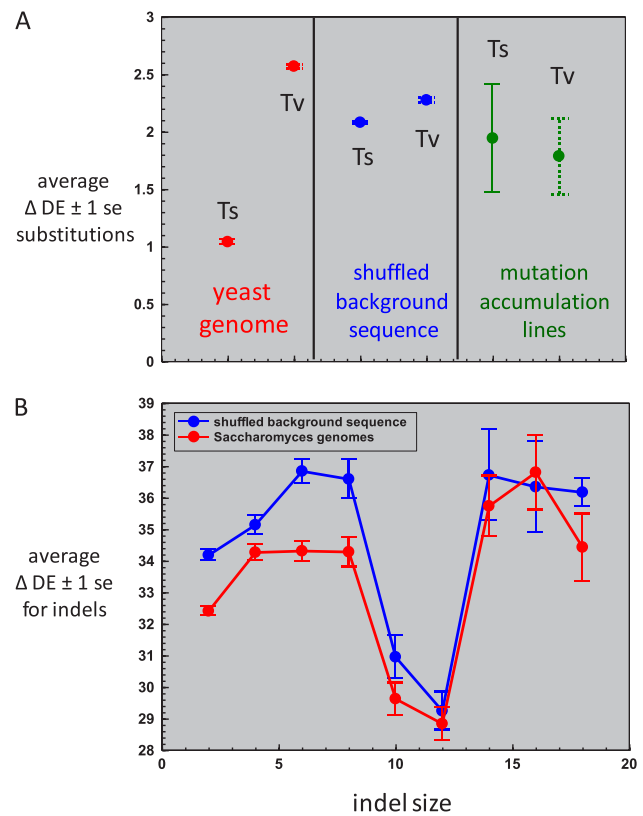 A
3
2.5
2
1.5
1
0.5
0
average
Δ DE ± 1 se
substitutions
Ts
Tv
Ts
Tv
Ts
Tv
yeast
genome
shuffled
background
sequence
mutation
accumulation
lines
B
39
38
37
36
35
34
33
32
31
30
29
28
average
Δ DE ± 1 se
for indels
shuffled background sequence
Saccharomyces genomes
0 5 10 15 20
indel size